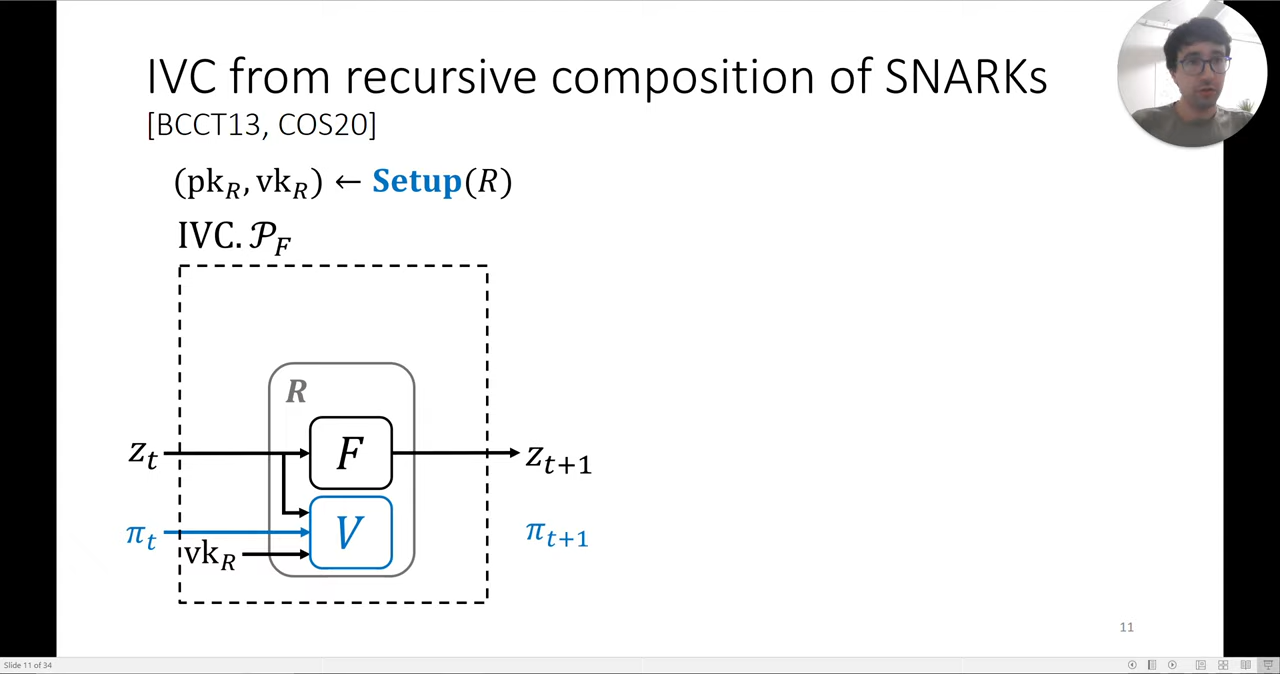 IVC from recursive composition of SNARKs
[BCCT13, COS20]
(pk_R, vk_R) ← Setup(R)
IVC. 𝒫_F
R
z_t
F
z_{t+1}
π_t
V
π_{t+1}
vk_R
11
Slide 11 of 34